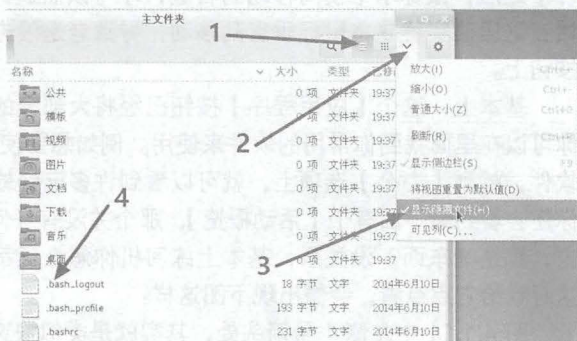 主文件夹
1
2
3
4
名称 大小 类型
放大(I)
缩小(O)
普通大小(Z)
刷新(R)
✓显示侧边栏(S)
将视图重置为默认值(D)
✓显示隐藏文件(H)
可见列(C)...
公共 0 项 文件夹 19:37
模板 0 项 文件夹 19:37
视频 0 项 文件夹 19:37
图片 0 项 文件夹 19:37
文档 0 项 文件夹 19:37
下载 0 项 文件夹 19:37
音乐 0 项 文件夹 19:37
桌面 0 项 文件夹 19:37
.bash_logout 18 字节 文字 2014年6月10日
.bash_profile 193 字节 文字 2014年6月10日
.bashrc 231 字节 文字 2014年6月10日